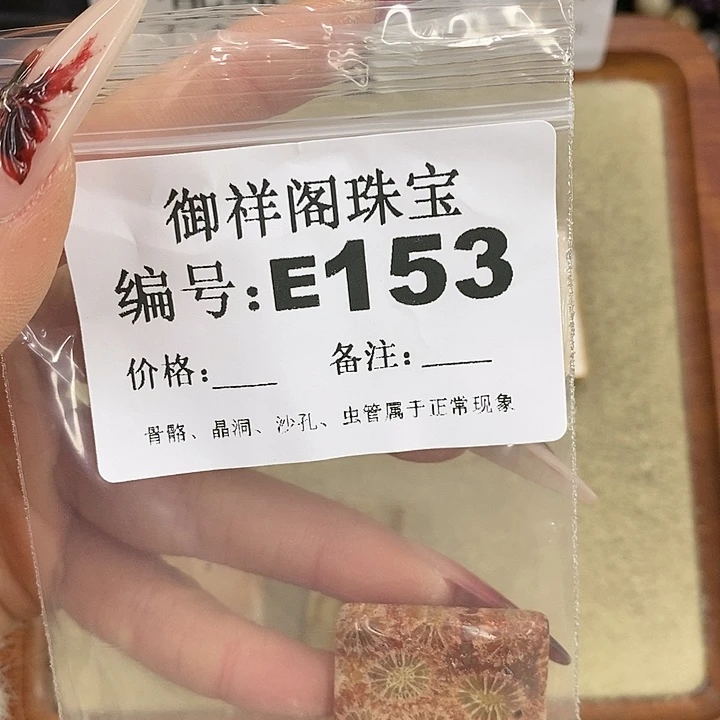 御祥阁珠宝
编号:E153
价格:____ 备注:____
骨骼、晶洞、沙孔、虫管属于正常现象